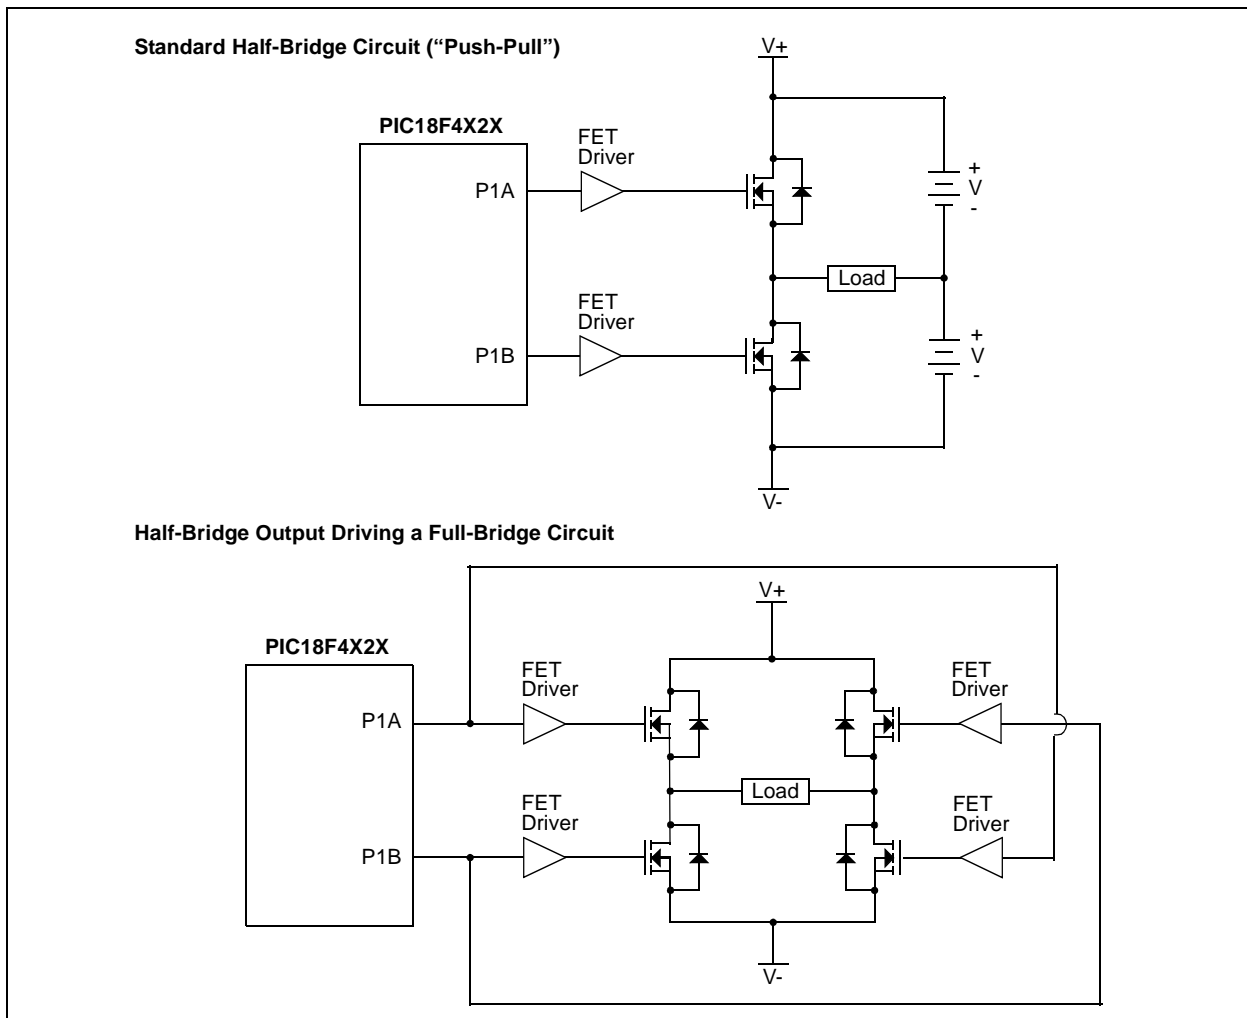 Standard Half-Bridge Circuit (“Push-Pull”)
V+
PIC18F4X2X
FET
Driver
P1A
+
V
-
Load
FET
Driver
P1B
+
V
-
V-
Half-Bridge Output Driving a Full-Bridge Circuit
V+
PIC18F4X2X
FET
Driver
FET
Driver
P1A
Load
FET
Driver
FET
Driver
P1B
V-